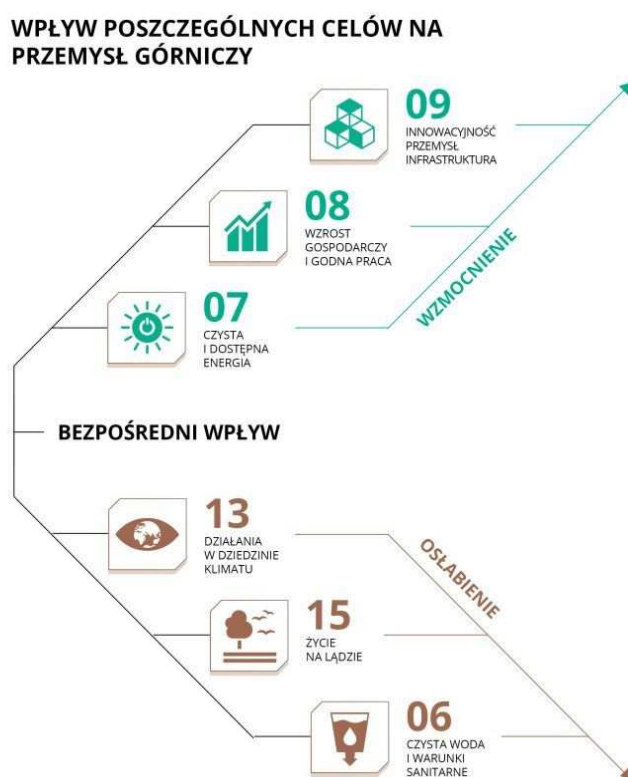 WPŁYW POSZCZEGÓLNYCH CELÓW NA
PRZEMYSŁ GÓRNICZY
09
INNOWACYJNOŚĆ
PRZEMYSŁ
INFRASTRUKTURA
08
WZROST
GOSPODARCZY
I GODNA PRACA
WZMOCNIENIE
07
CZYSTA
I DOSTĘPNA
ENERGIA
BEZPOŚREDNI WPŁYW
13
DZIAŁANIA
W DZIEDZINIE
KLIMATU
OSŁABIENIE
15
ŻYCIE
NA LĄDZIE
06
CZYSTA WODA
I WARUNKI
SANITARNE